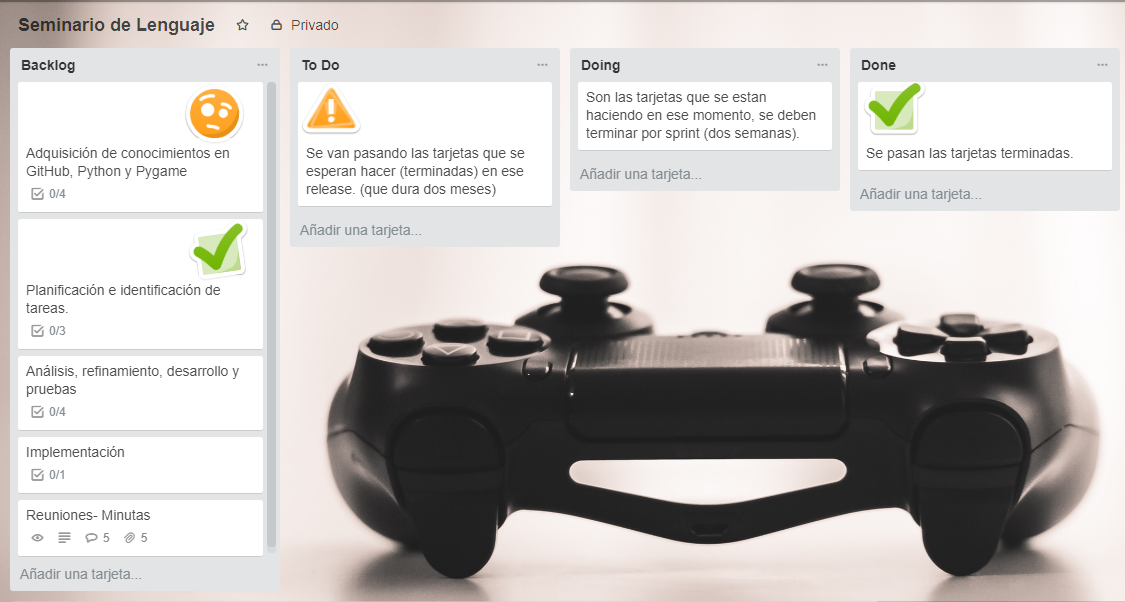 Seminario de Lenguaje
Privado
Backlog
Adquisición de conocimientos en
GitHub, Python y Pygame
0/4
Planificación e identificación de
tareas.
0/3
Análisis, refinamiento, desarrollo y
pruebas
0/4
Implementación
0/1
Reuniones- Minutas
5 5
Añadir una tarjeta...
To Do
Se van pasando las tarjetas que se
esperan hacer (terminadas) en ese
release. (que dura dos meses)
Añadir una tarjeta...
Doing
Son las tarjetas que se estan
haciendo en ese momento, se deben
terminar por sprint (dos semanas).
Añadir una tarjeta...
Done
Se pasan las tarjetas terminadas.
Añadir una tarjeta...